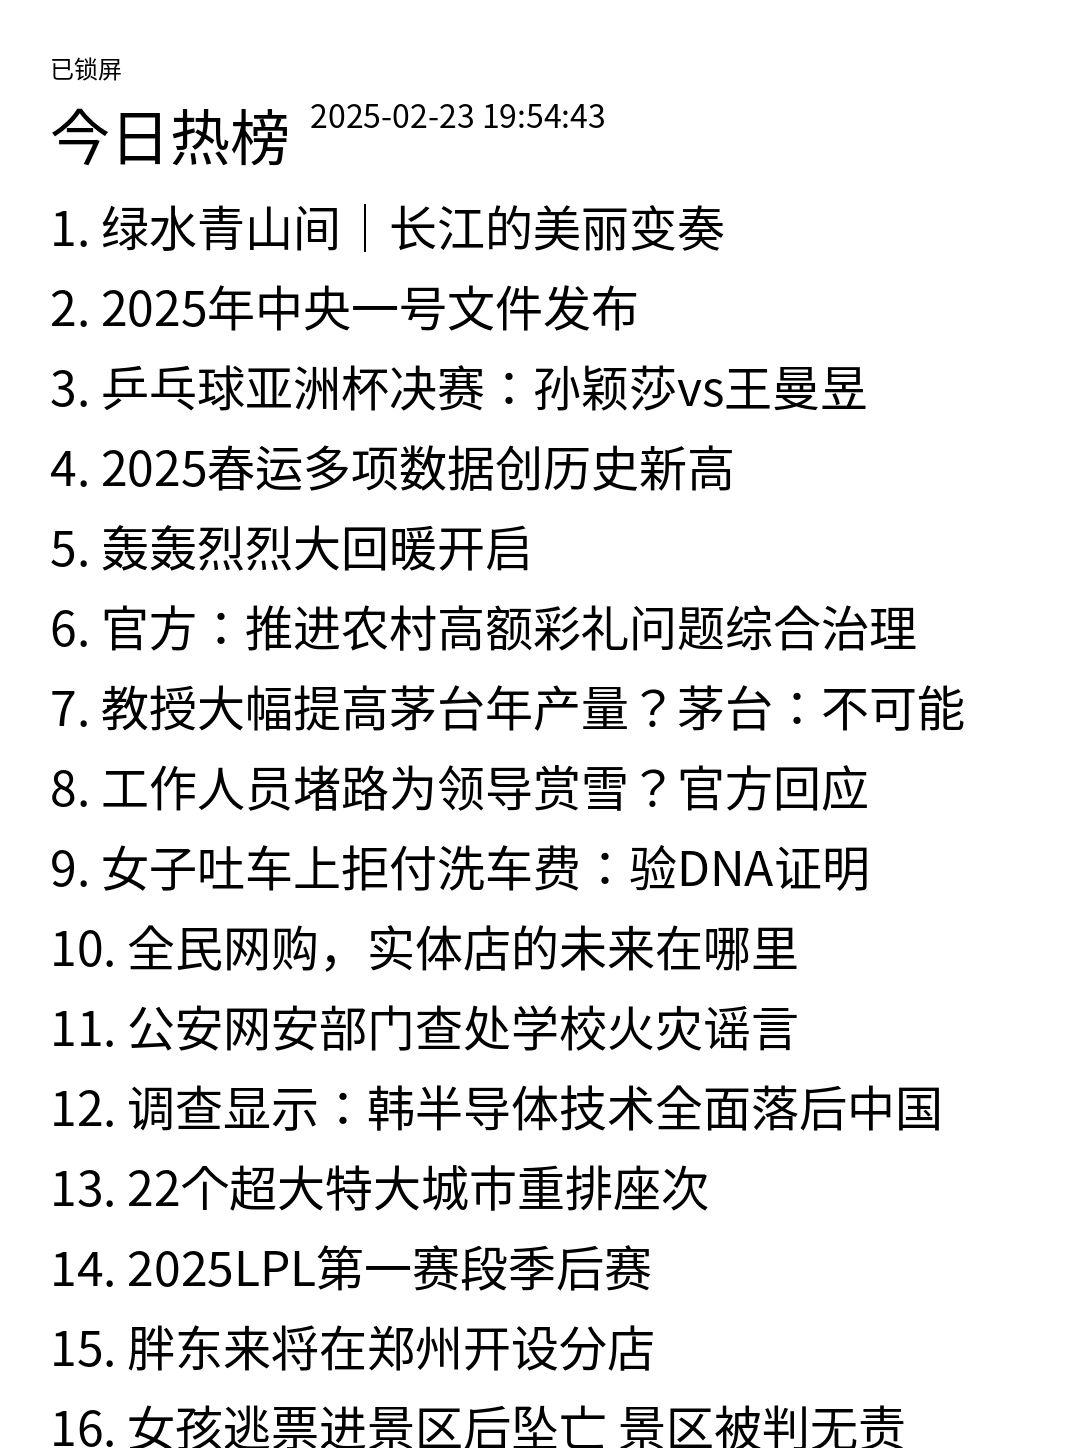 已锁屏
今日热榜 2025-02-23 19:54:43
1. 绿水青山间｜长江的美丽变奏
2. 2025年中央一号文件发布
3. 乒乓球亚洲杯决赛：孙颖莎vs王曼昱
4. 2025春运多项数据创历史新高
5. 轰轰烈烈大回暖开启
6. 官方：推进农村高额彩礼问题综合治理
7. 教授大幅提高茅台年产量？茅台：不可能
8. 工作人员堵路为领导赏雪？官方回应
9. 女子吐车上拒付洗车费：验DNA证明
10. 全民网购，实体店的未来在哪里
11. 公安网安部门查处学校火灾谣言
12. 调查显示：韩半导体技术全面落后中国
13. 22个超大特大城市重排座次
14. 2025LPL第一赛段季后赛
15. 胖东来将在郑州开设分店
16. 女孩逃票进景区后坠亡 景区被判无责